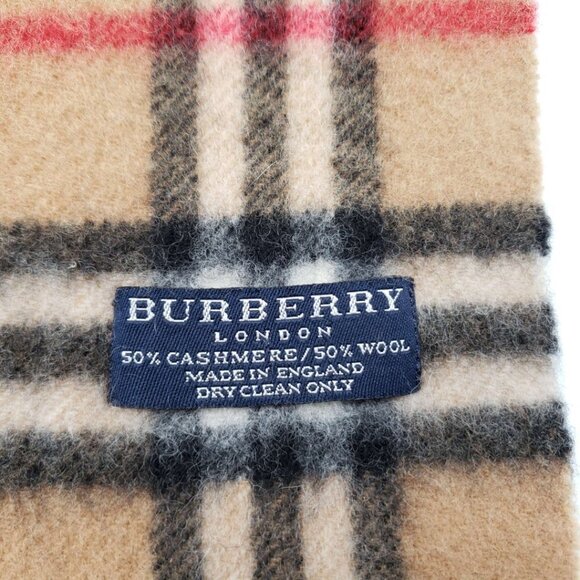 BURBERRY
LONDON
50% CASHMERE/50% WOOL
MADE IN ENGLAND
DRY CLEAN ONLY